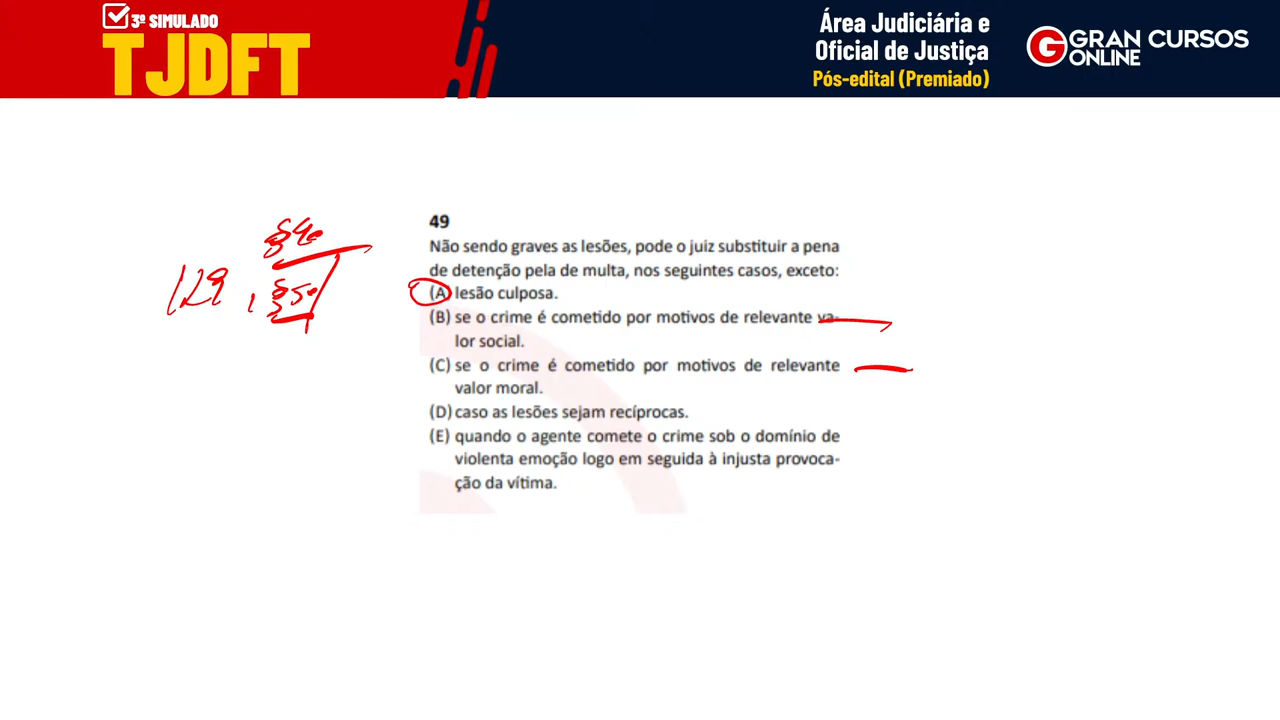 3º SIMULADO
TJDFT
Área Judiciária e
Oficial de Justiça
Pós-edital (Premiado)
GRAN CURSOS
ONLINE
§4º
129, §5º
49
Não sendo graves as lesões, pode o juiz substituir a pena
de detenção pela de multa, nos seguintes casos, exceto:
(A) lesão culposa.
(B) se o crime é cometido por motivos de relevante va-
lor social.
(C) se o crime é cometido por motivos de relevante
valor moral.
(D) caso as lesões sejam recíprocas.
(E) quando o agente comete o crime sob o domínio de
violenta emoção logo em seguida à injusta provoca-
ção da vítima.